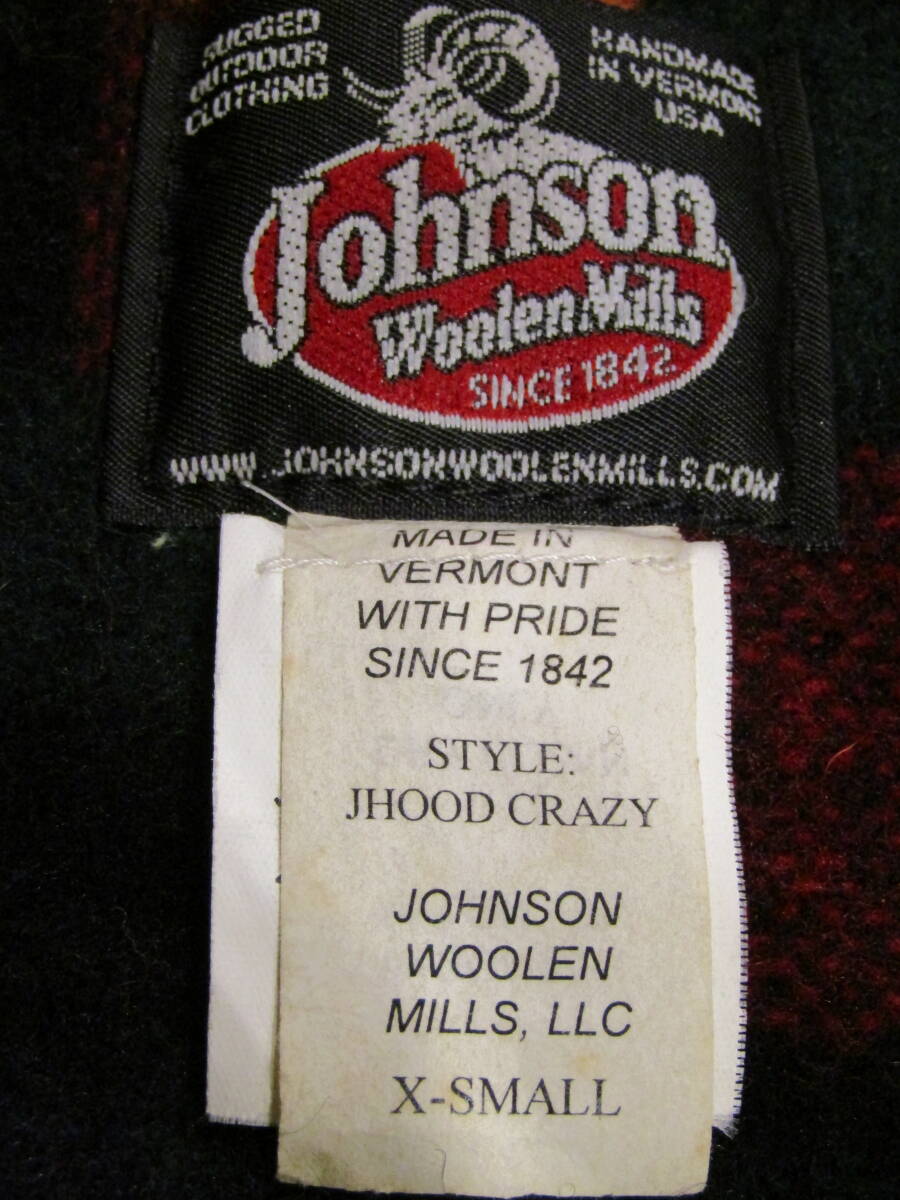 RUGGED
OUTDOOR
CLOTHING
HANDMADE
IN VERMONT
USA
Johnson
Woolen Mills
SINCE 1842
WWW.JOHNSONWOOLENMILLS.COM
MADE IN
VERMONT
WITH PRIDE
SINCE 1842
STYLE:
JHOOD CRAZY
JOHNSON
WOOLEN
MILLS, LLC
X-SMALL